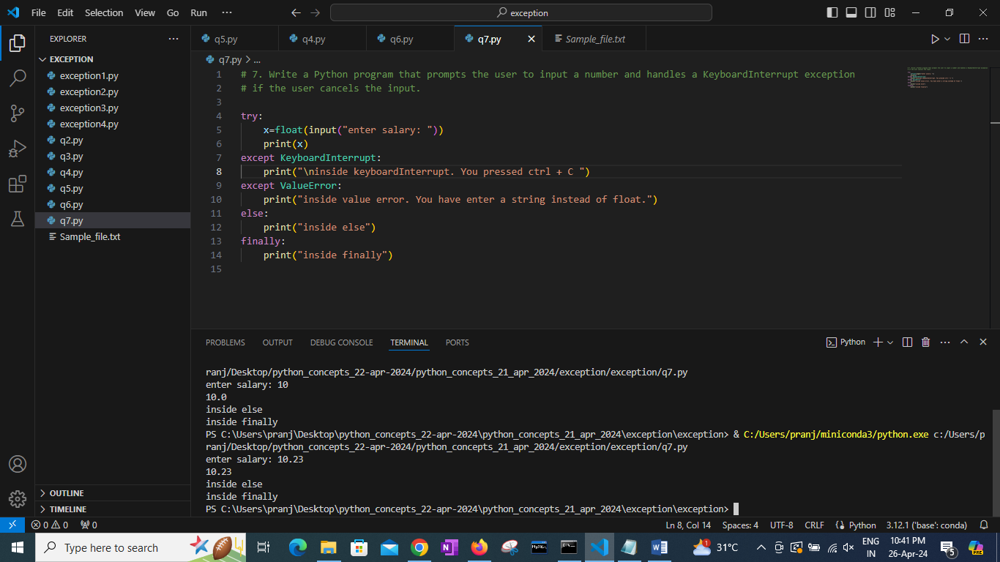 File Edit Selection View Go Run ··· exception
EXPLORER ···
EXCEPTION
exception1.py
exception2.py
exception3.py
exception4.py
q2.py
q3.py
q4.py
q5.py
q6.py
q7.py
Sample_file.txt
OUTLINE
TIMELINE
q5.py q4.py q6.py q7.py Sample_file.txt
q7.py > ...
1 # 7. Write a Python program that prompts the user to input a number and handles a KeyboardInterrupt exception
2 # if the user cancels the input.
3
4 try:
5     x=float(input("enter salary: "))
6     print(x)
7 except KeyboardInterrupt:
8     print("\ninside keyboardInterrupt. You pressed ctrl + C ")
9 except ValueError:
10     print("inside value error. You have enter a string instead of float.")
11 else:
12     print("inside else")
13 finally:
14     print("inside finally")
15
PROBLEMS OUTPUT DEBUG CONSOLE TERMINAL PORTS Python
ranj/Desktop/python_concepts_22-apr-2024/python_concepts_21_apr_2024/exception/exception/q7.py
enter salary: 10
10.0
inside else
inside finally
PS C:\Users\pranj\Desktop\python_concepts_22-apr-2024\python_concepts_21_apr_2024\exception\exception> & C:/Users/pranj/miniconda3/python.exe c:/Users/p
ranj/Desktop/python_concepts_22-apr-2024/python_concepts_21_apr_2024/exception/exception/q7.py
enter salary: 10.23
10.23
inside else
inside finally
PS C:\Users\pranj\Desktop\python_concepts_22-apr-2024\python_concepts_21_apr_2024\exception\exception>
0 0 0 Ln 8, Col 14 Spaces: 4 UTF-8 CRLF Python 3.12.1 ('base': conda)
Type here to search
1 31°C
ENG
IN
10:41 PM
26-Apr-24
5
PRE